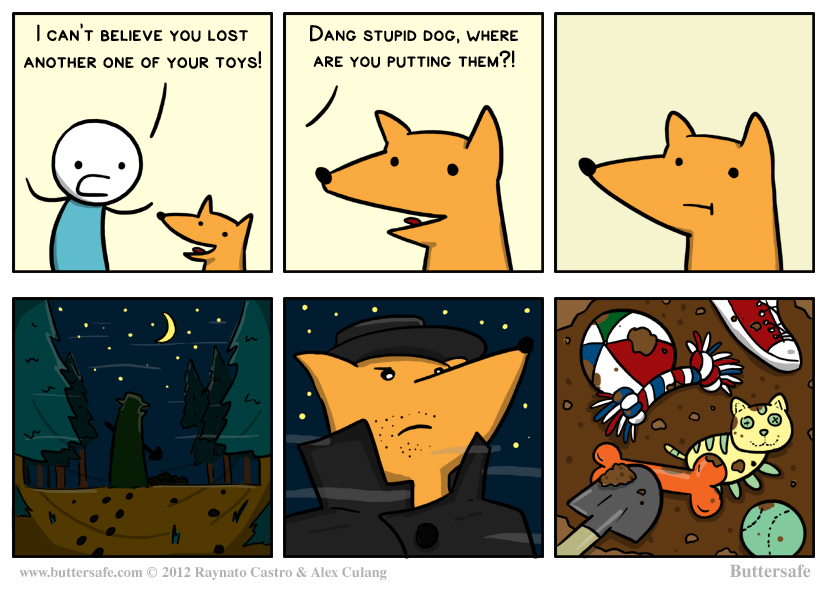 I can't believe you lost
another one of your toys!
Dang stupid dog, where
are you putting them?!
www.buttersafe.com © 2012 Raynato Castro & Alex Culang
Buttersafe